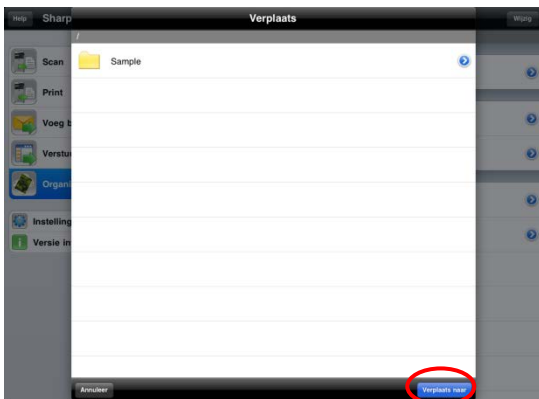 Help
Sharp
Verplaats
Wijzig
/
Sample
Scan
Print
Voeg b
Verstu
Organi
Instelling
Versie in
Annuleer
Verplaats naar